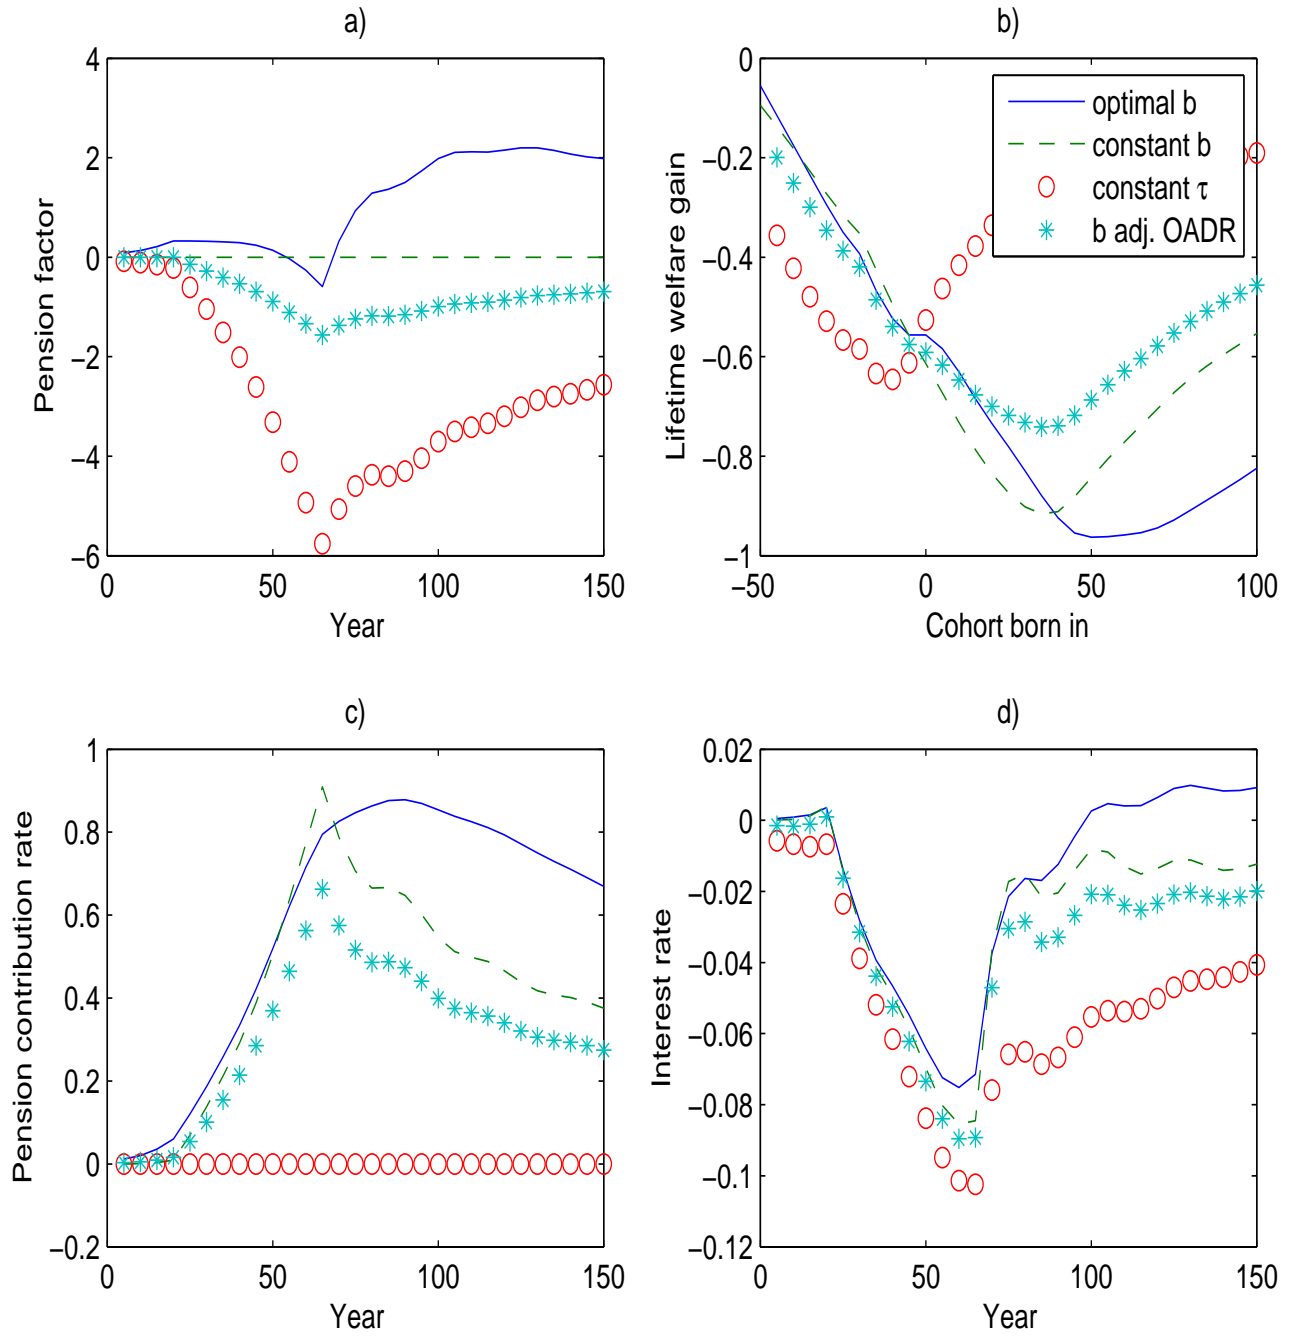 a)
4
2
0
−2
−4
−6
Pension factor
0
50
100
150
Year
b)
0
−0.2
−0.4
−0.6
−0.8
−1
Lifetime welfare gain
optimal b
constant b
constant τ
b adj. OADR
−50
0
50
100
Cohort born in
c)
1
0.8
0.6
0.4
0.2
0
−0.2
Pension contribution rate
0
50
100
150
Year
d)
0.02
0
−0.02
−0.04
−0.06
−0.08
−0.1
−0.12
Interest rate
0
50
100
150
Year